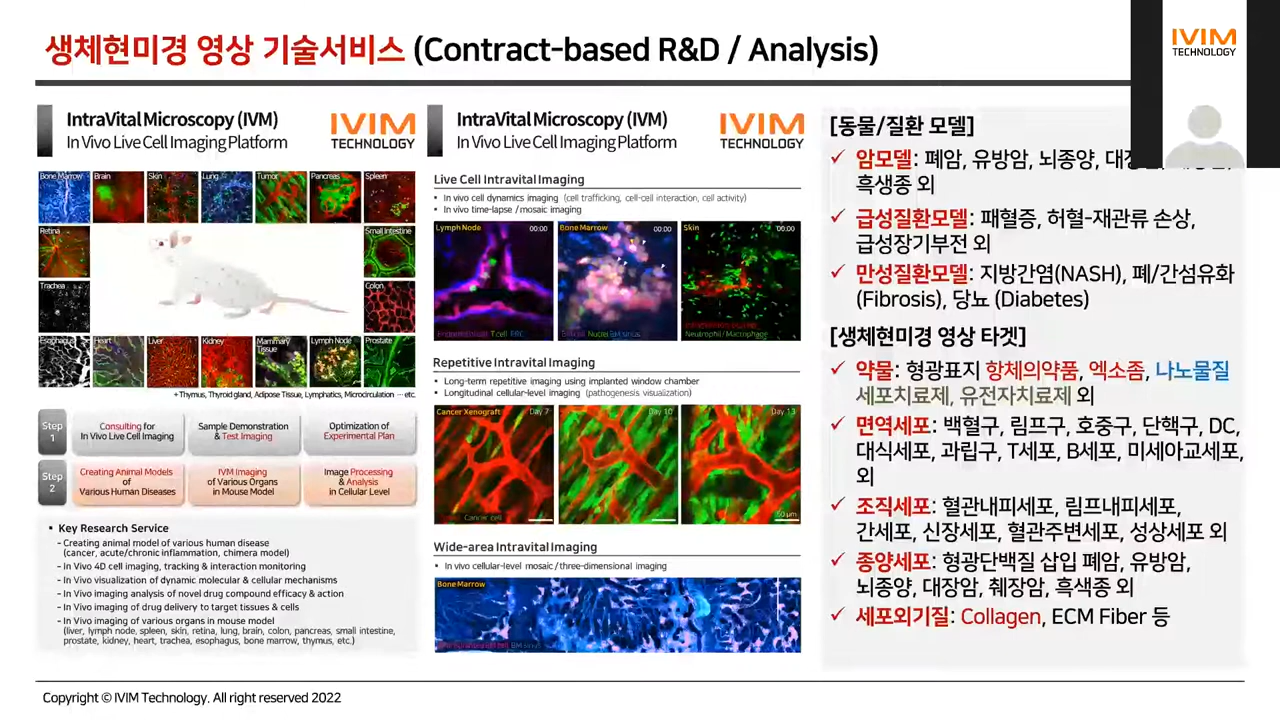 생체현미경 영상 기술서비스 (Contract-based R&D / Analysis)
IVIM
TECHNOLOGY
IntraVital Microscopy (IVM)
In Vivo Live Cell Imaging Platform
IVIM
TECHNOLOGY
Bone Marrow
Brain
Skin
Lung
Tumor
Pancreas
Spleen
Retina
Small Intestine
Trachea
Colon
Esophagus
Heart
Liver
Kidney
Mammary
Tissue
Lymph Node
Prostate
+ Thymus, Thyroid gland, Adipose Tissue, Lymphatics, Microcirculation ··· etc.
Step
1
Consulting for
In Vivo Live Cell Imaging
Sample Demonstration
& Test Imaging
Optimization of
Experimental Plan
Step
2
Creating Animal Models
of
Various Human Diseases
IVM Imaging
of Various Organs
in Mouse Model
Image Processing
& Analysis
in Cellular Level
▪ Key Research Service
- Creating animal model of various human disease
(cancer, acute/chronic inflammation, chimera model)
- In Vivo 4D cell imaging, tracking & interaction monitoring
- In Vivo visualization of dynamic molecular & cellular mechanisms
- In Vivo imaging analysis of novel drug compound efficacy & action
- In Vivo imaging of drug delivery to target tissues & cells
- In Vivo imaging of various organs in mouse model
(liver, lymph node, spleen, skin, retina, lung, brain, colon, pancreas, small intestine,
prostate, kidney, heart, trachea, esophagus, bone marrow, thymus, etc.)
IntraVital Microscopy (IVM)
In Vivo Live Cell Imaging Platform
IVIM
TECHNOLOGY
Live Cell Intravital Imaging
• In vivo cell dynamics imaging (cell trafficking, cell-cell interaction, cell activity)
• In vivo time-lapse / mosaic imaging
Lymph Node 00:00
Bone Marrow 00:00
Skin 00:00
T cell
Nuclei BM sinus
Neutrophil / Macrophage
Repetitive Intravital Imaging
• Long-term repetitive imaging using implanted window chamber
• Longitudinal cellular-level imaging (pathogenesis visualization)
Cancer Xenograft Day 7
Day 10
Day 13
Cancer cell
50 μm
Wide-area Intravital Imaging
• In vivo cellular-level mosaic / three-dimensional imaging
Bone Marrow
BM sinus
[동물/질환 모델]
✓ 암모델: 폐암, 유방암, 뇌종양,
흑생종 외
✓ 급성질환모델: 패혈증, 허혈-재관류 손상,
급성장기부전 외
✓ 만성질환모델: 지방간염(NASH), 폐/간섬유화
(Fibrosis), 당뇨 (Diabetes)
[생체현미경 영상 타겟]
✓ 약물: 형광표지 항체의약품, 엑소좀, 나노물질
세포치료제, 유전자치료제 외
✓ 면역세포: 백혈구, 림프구, 호중구, 단핵구, DC,
대식세포, 과립구, T세포, B세포, 미세아교세포,
외
✓ 조직세포: 혈관내피세포, 림프내피세포,
간세포, 신장세포, 혈관주변세포, 성상세포 외
✓ 종양세포: 형광단백질 삽입 폐암, 유방암,
뇌종양, 대장암, 췌장암, 흑색종 외
✓ 세포외기질: Collagen, ECM Fiber 등
Copyright © IVIM Technology. All right reserved 2022